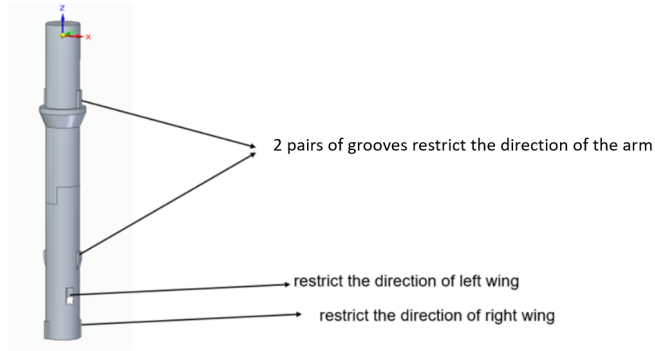 z
x
2 pairs of grooves restrict the direction of the arm
restrict the direction of left wing
restrict the direction of right wing